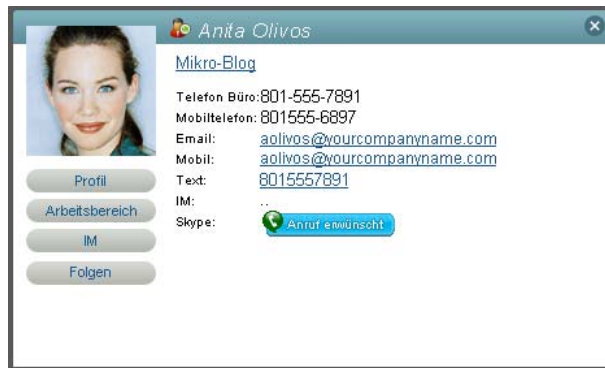 Anita Olivos
Mikro-Blog
Telefon Büro:801-555-7891
Mobiltelefon: 801555-6897
Email: aolivos@yourcompanyname.com
Mobil: aolivos@yourcompanyname.com
Text: 8015557891
IM: ..
Skype: Anruf erwünscht
Profil
Arbeitsbereich
IM
Folgen